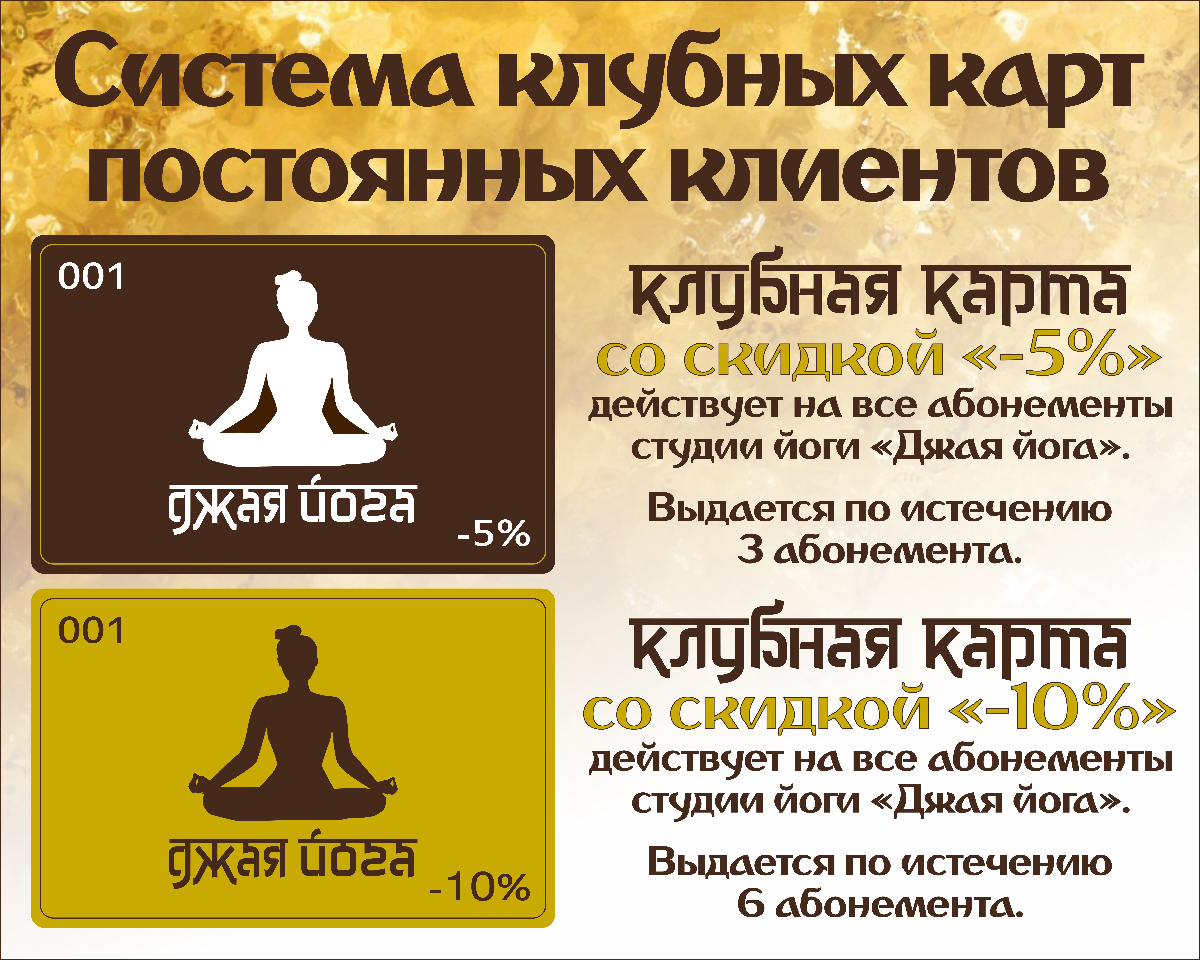 Система клубных карт
постоянных клиентов
001
джая йога
-5%
клубная карта
со скидкой «-5%»
действует на все абонементы
студии йоги «Джая йога».
Выдается по истечению
3 абонемента.
001
джая йога
-10%
клубная карта
со скидкой «-10%»
действует на все абонементы
студии йоги «Джая йога».
Выдается по истечению
6 абонемента.